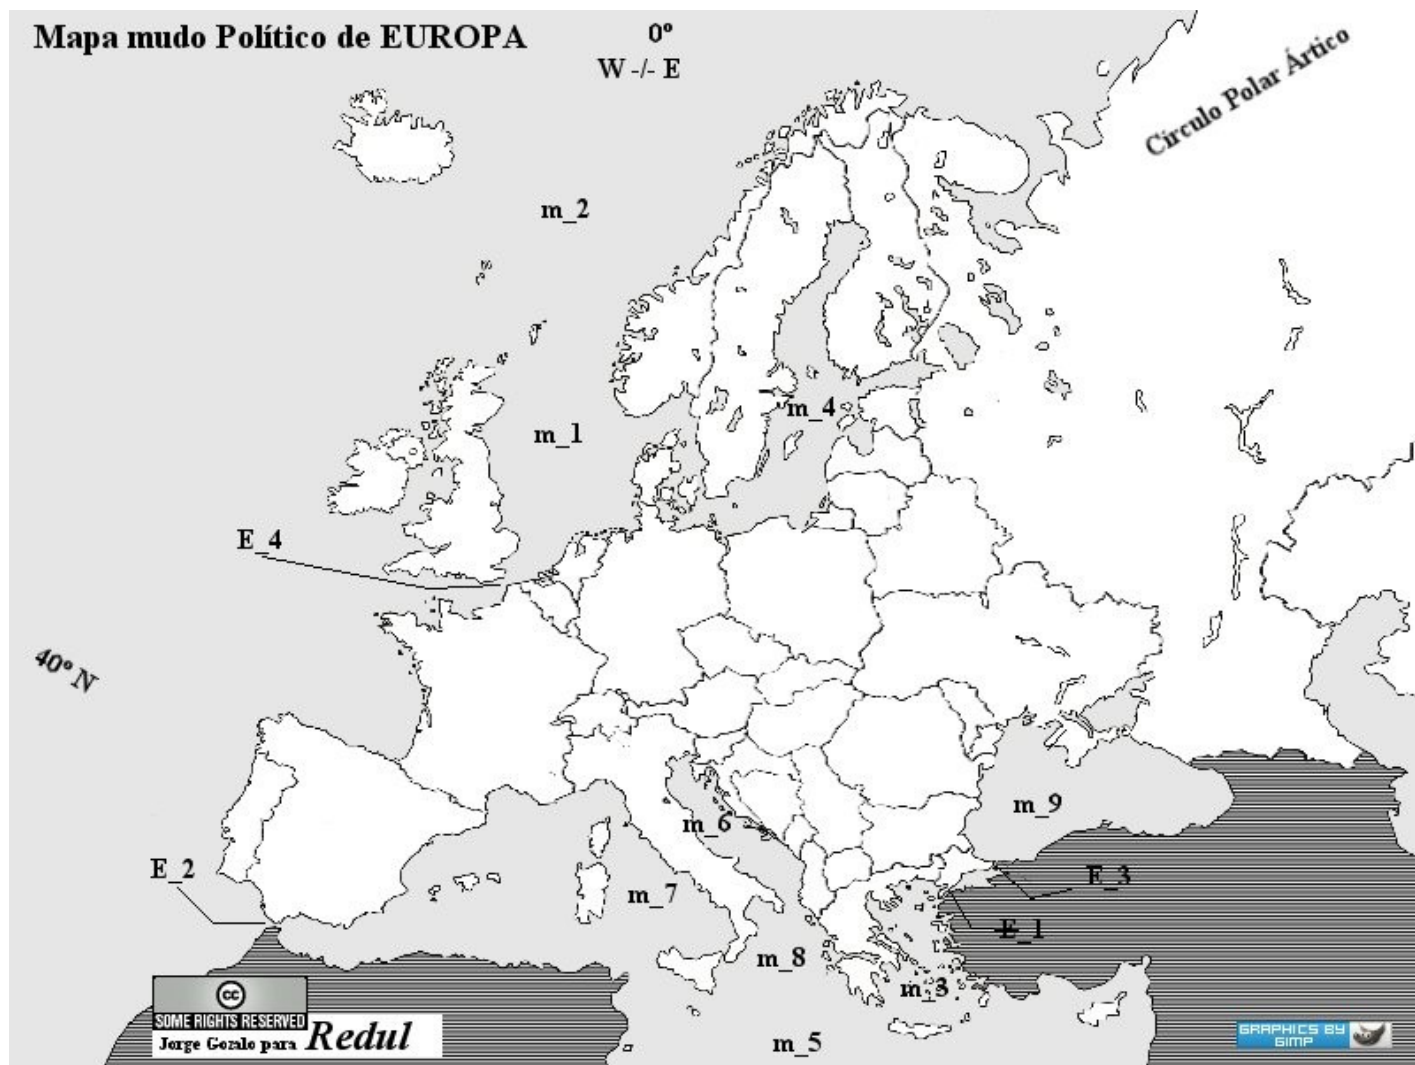 Mapa mudo Político de EUROPA
0º
W -/- E
Círculo Polar Ártico
m_2
m_4
m_1
E_4
40º N
m_9
m_6
E_2
E_3
m_7
E_1
m_8
m_3
m_5
cc
SOME RIGHTS RESERVED
Jorge Gozalo para Redul
GRAPHICS BY
GIMP